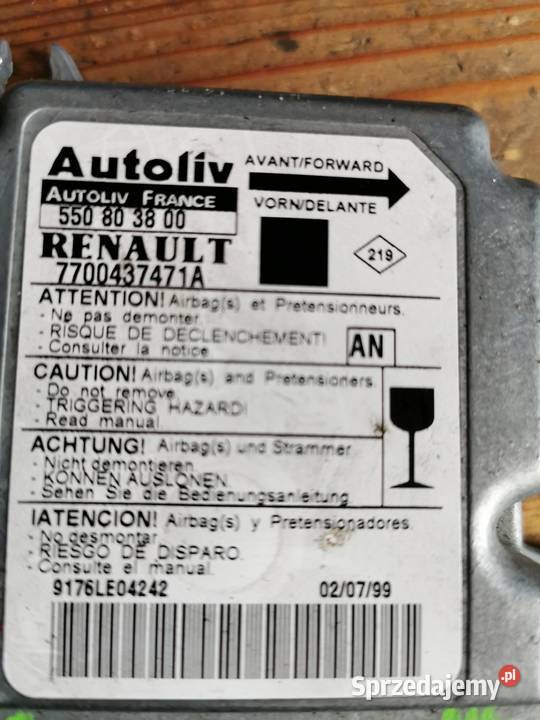 Autoliv
AVANT/FORWARD
AUTOLIV FRANCE
550 80 38 00
VORN/DELANTE
RENAULT
7700437471A
219
ATTENTION! Airbag(s) et Pretensionneurs.
- Ne pas demonter.
- RISQUE DE DECLENCHEMENT!
- Consulter la notice.
AN
CAUTION! Airbag(s) and Pretensioners.
- Do not remove.
- TRIGGERING HAZARD!
- Read manual.
ACHTUNG! Airbag(s) und Strammer.
- Nicht demontieren.
- KONNEN AUSLONEN.
- Sehen Sie die Bedienungsanleitung.
IATENCION! Airbag(s) y Pretensionadores.
- No desmontar.
- RIESGO DE DISPARO.
- Consulte el manual.
9176LE04242
02/07/99
Sprzedajemy.pl